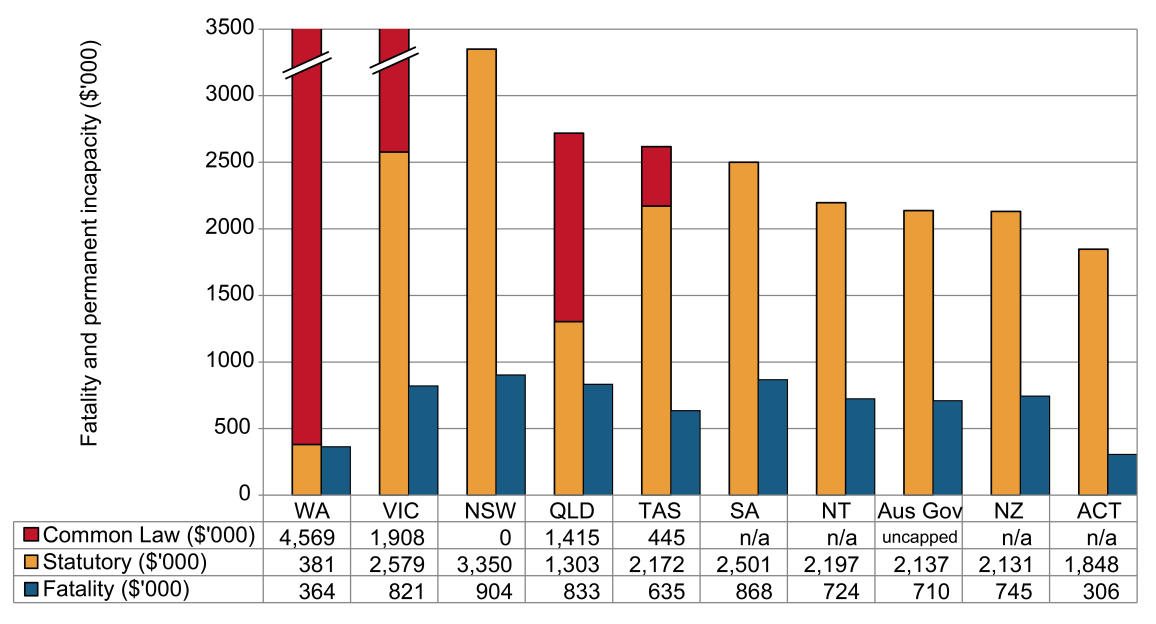 Fatality and permanent incapacity ($'000)
3500
3000
2500
2000
1500
1000
500
0
WA VIC NSW QLD TAS SA NT Aus Gov NZ ACT
Common Law ($'000) 4,569 1,908 0 1,415 445 n/a n/a uncapped n/a n/a
Statutory ($'000) 381 2,579 3,350 1,303 2,172 2,501 2,197 2,137 2,131 1,848
Fatality ($'000) 364 821 904 833 635 868 724 710 745 306